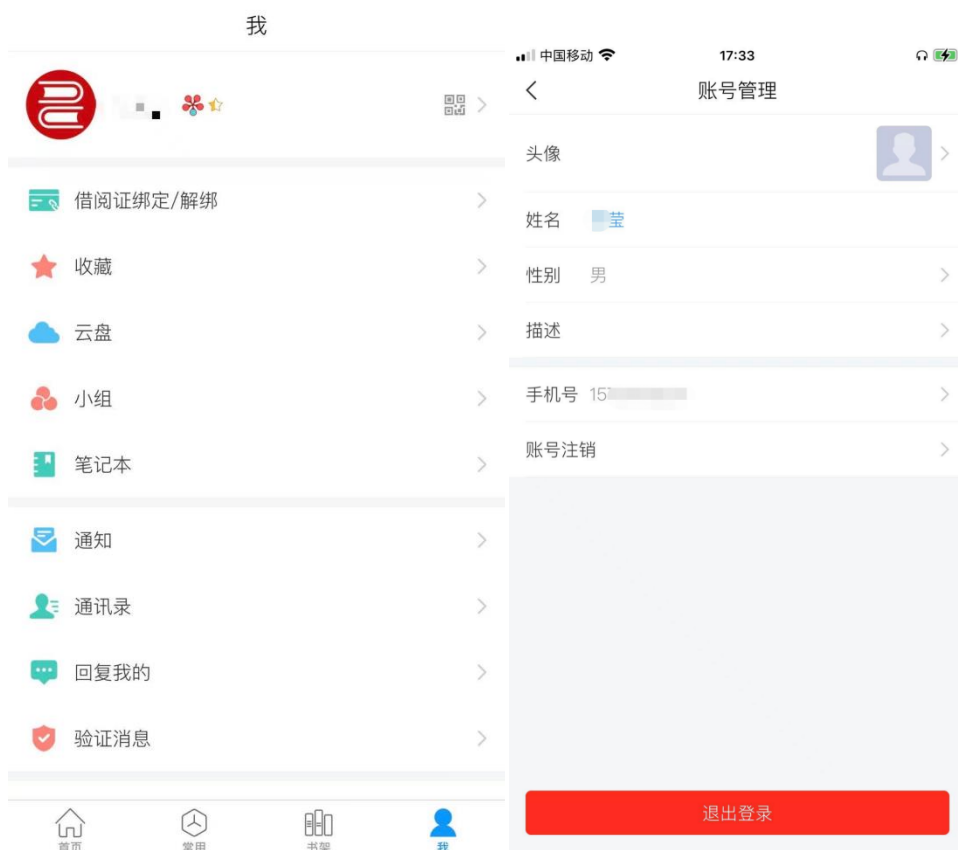 我
借阅证绑定/解绑
收藏
云盘
小组
笔记本
通知
通讯录
回复我的
验证消息
首页
常用
书架
我
中国移动
17:33
账号管理
头像
姓名 莹
性别 男
描述
手机号 15
账号注销
退出登录